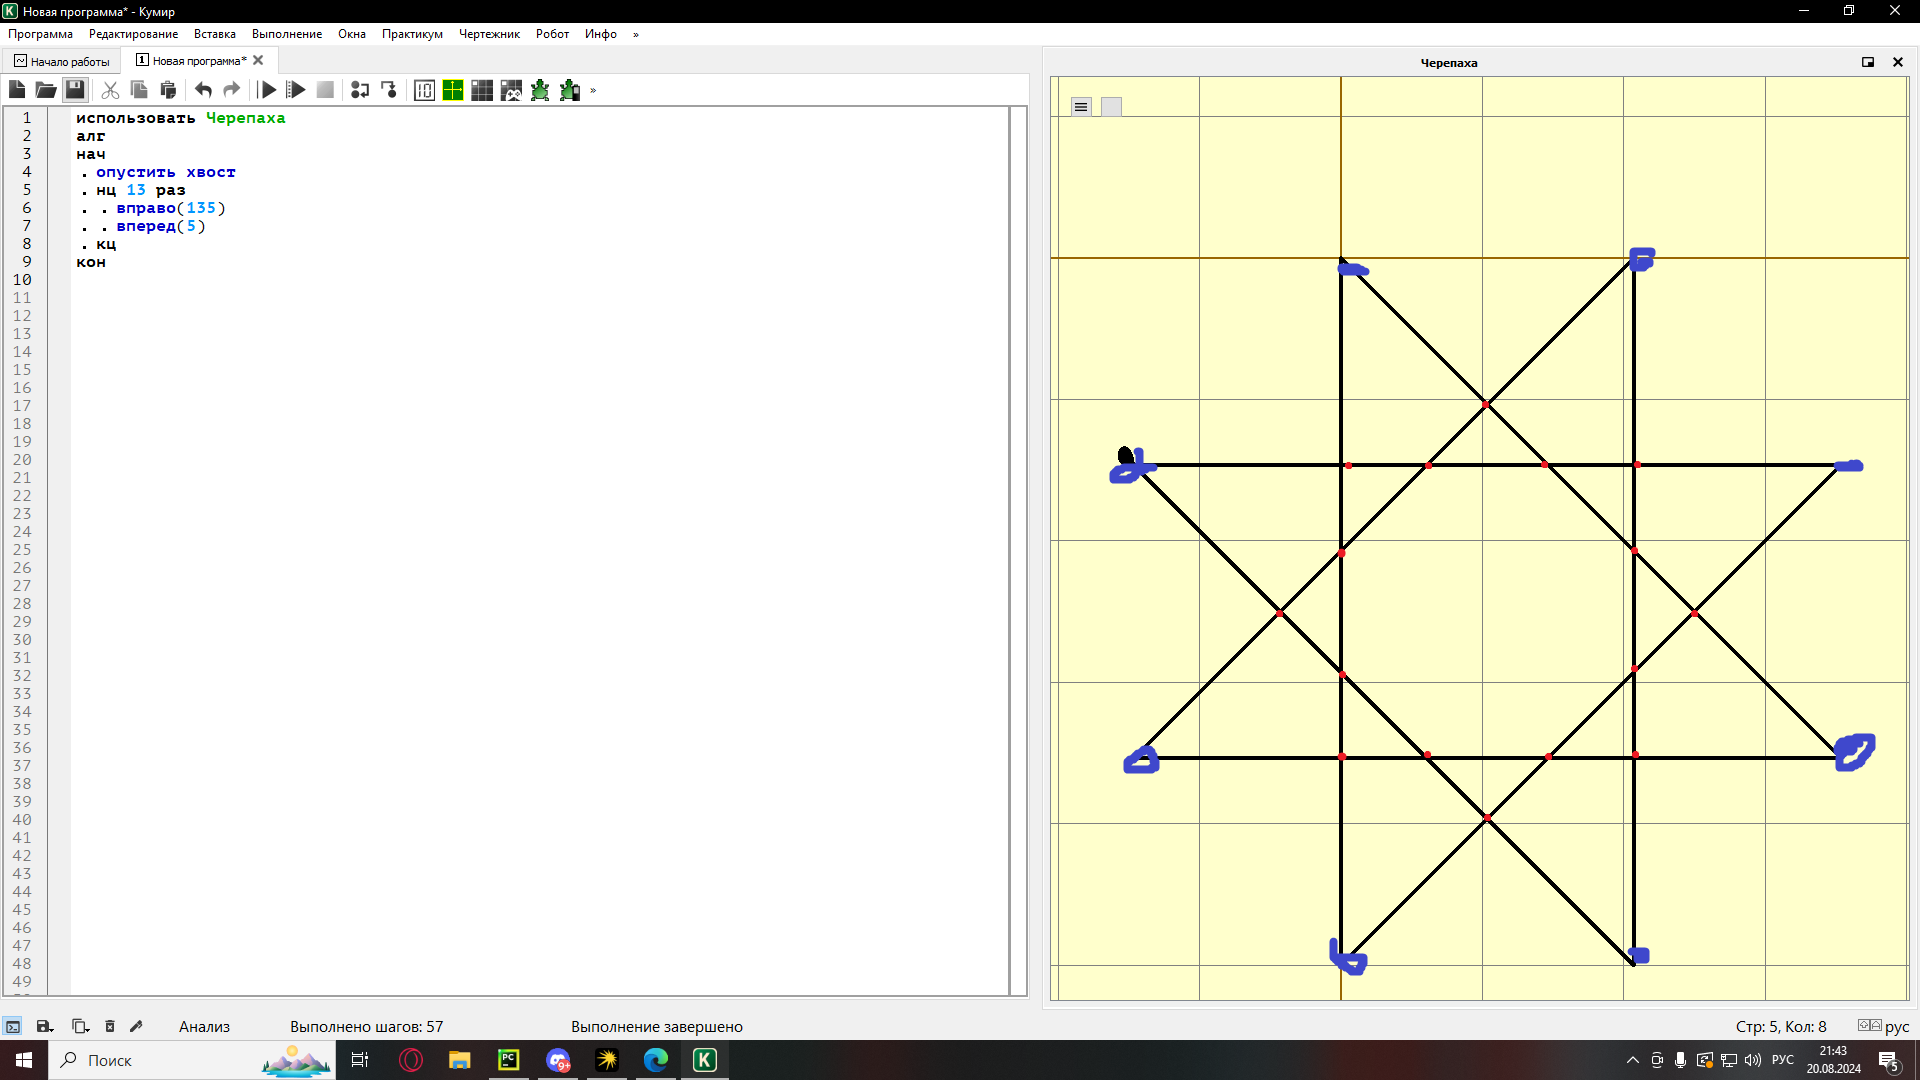 Новая программа* - Кумир
Программа Редактирование Вставка Выполнение Окна Практикум Чертежник Робот Инфо »
Начало работы
1 Новая программа*
Черепаха
»
1 использовать Черепаха
2 алг
3 нач
4 . опустить хвост
5 . нц 13 раз
6 . . вправо(135)
7 . . вперед(5)
8 . кц
9 кон
10
11
12
13
14
15
16
17
18
19
20
21
22
23
24
25
26
27
28
29
30
31
32
33
34
35
36
37
38
39
40
41
42
43
44
45
46
47
48
49
Анализ Выполнено шагов: 57 Выполнение завершено Стр: 5, Кол: 8 рус
Поиск
PC
9+
K
РУС
21:43
20.08.2024
5